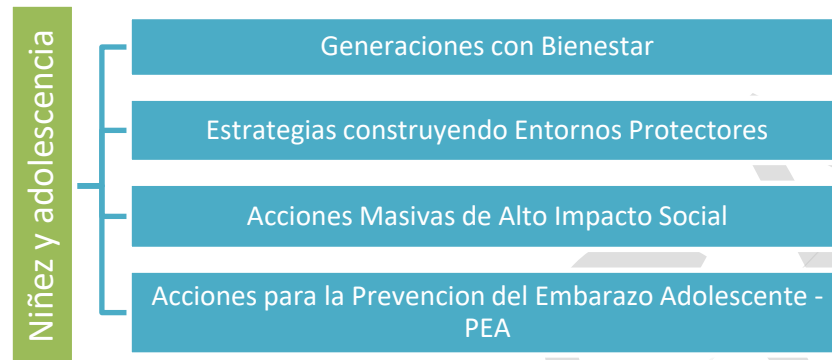 Niñez y adolescencia
Generaciones con Bienestar
Estrategias construyendo Entornos Protectores
Acciones Masivas de Alto Impacto Social
Acciones para la Prevencion del Embarazo Adolescente -
PEA